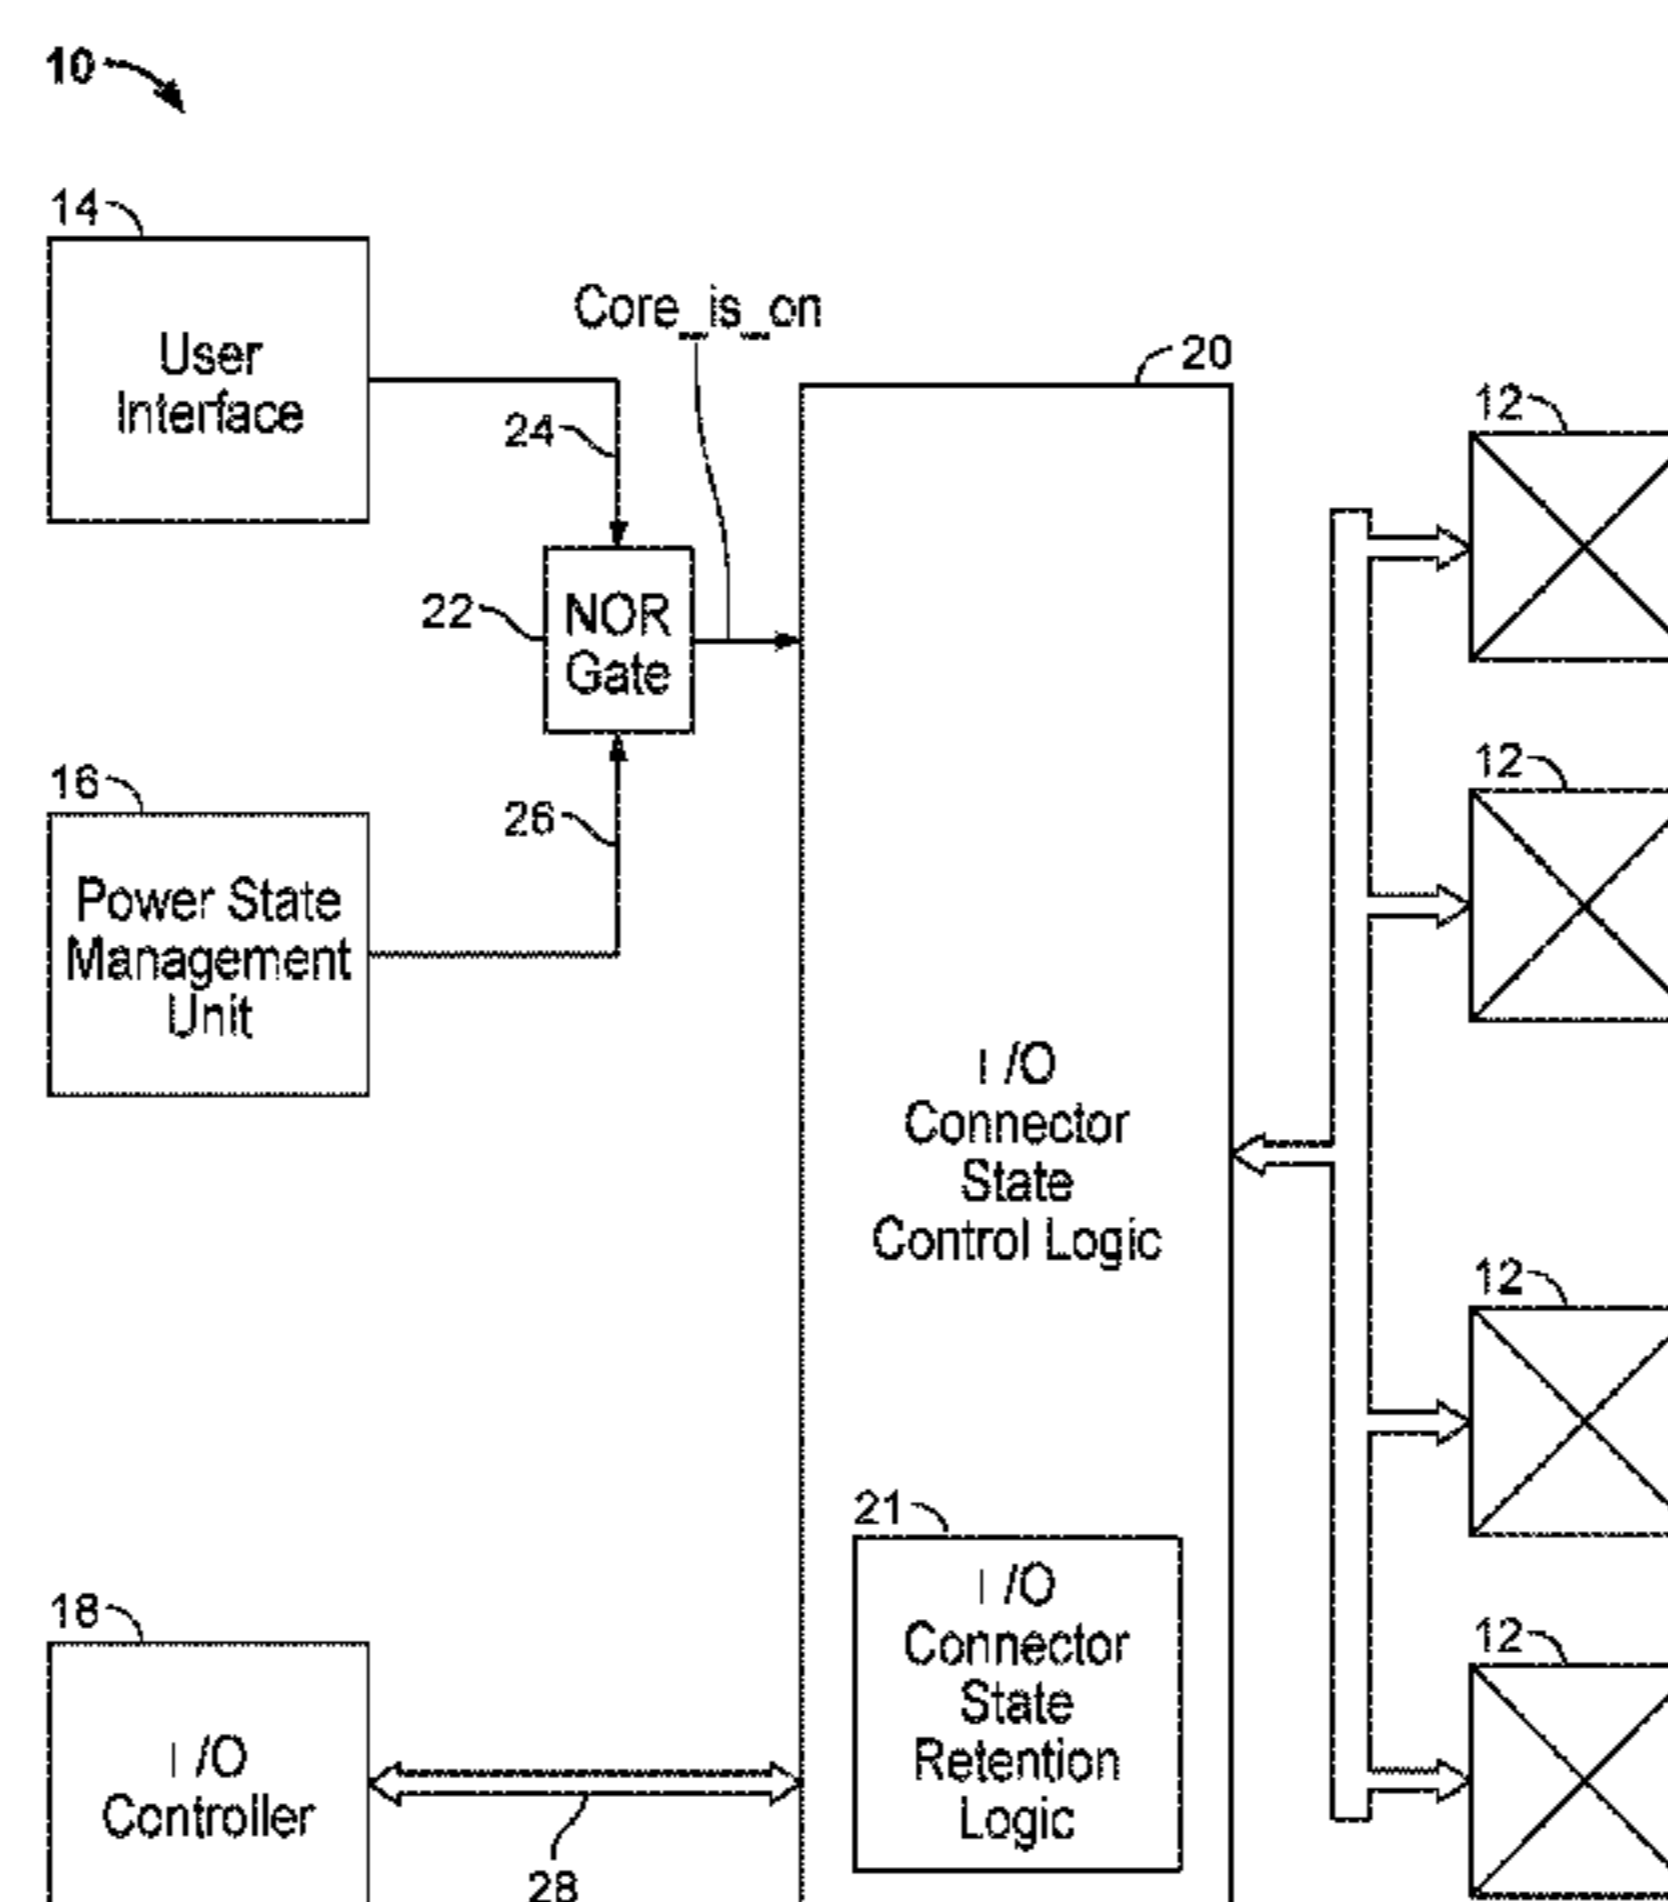 10
14
User
Interface
Core_is_on
24
22
NOR
Gate
20
12
16
Power State
Management
Unit
26
12
I/O
Connector
State
Control Logic
12
21
I/O
Connector
State
Retention
Logic
18
I/O
Controller
28
12